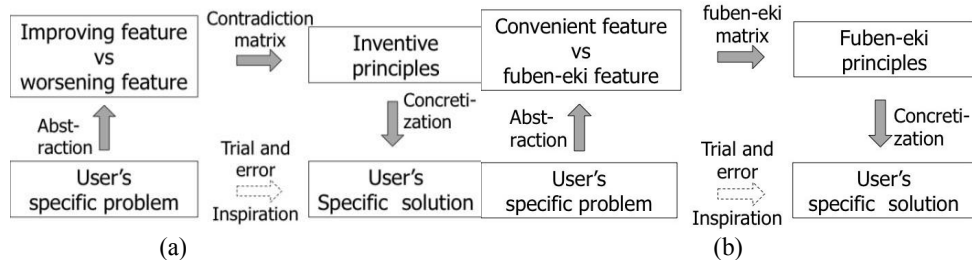 Improving feature
vs
worsening feature
Contradiction
matrix
Inventive
principles
Abst-
raction
Concreti-
zation
User's
specific problem
Trial and
error
Inspiration
User's
Specific solution
(a)
Convenient feature
vs
fuben-eki feature
fuben-eki
matrix
Fuben-eki
principles
Abst-
raction
Concreti-
zation
User's
specific problem
Trial and
error
Inspiration
User's
specific solution
(b)